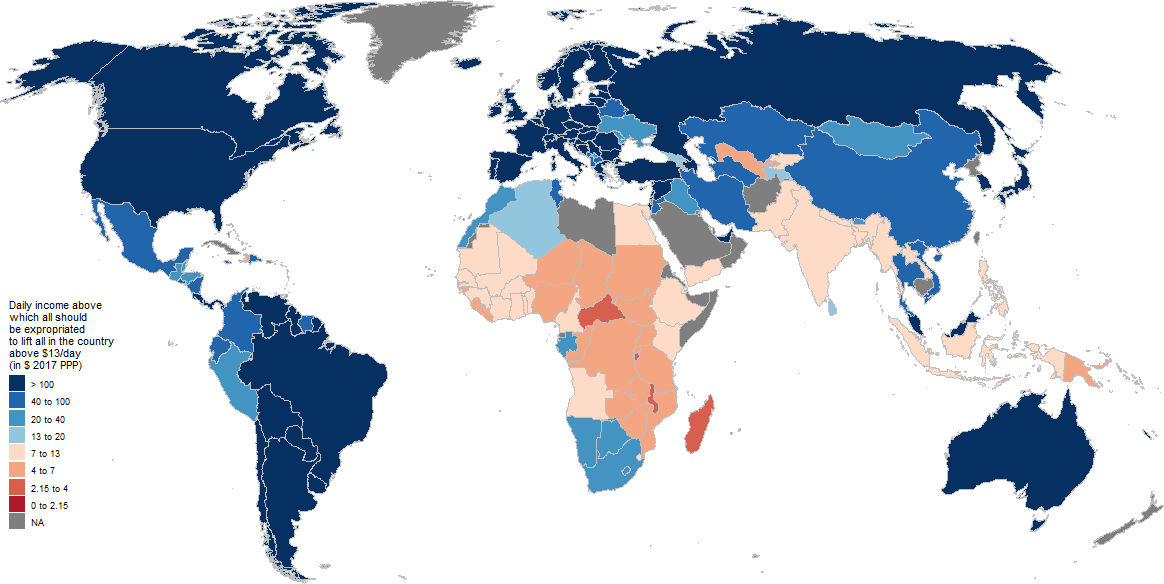 Daily income above
which all should
be expropriated
to lift all in the country
above $13/day
(in $ 2017 PPP)
> 100
40 to 100
20 to 40
13 to 20
7 to 13
4 to 7
2.15 to 4
0 to 2.15
NA